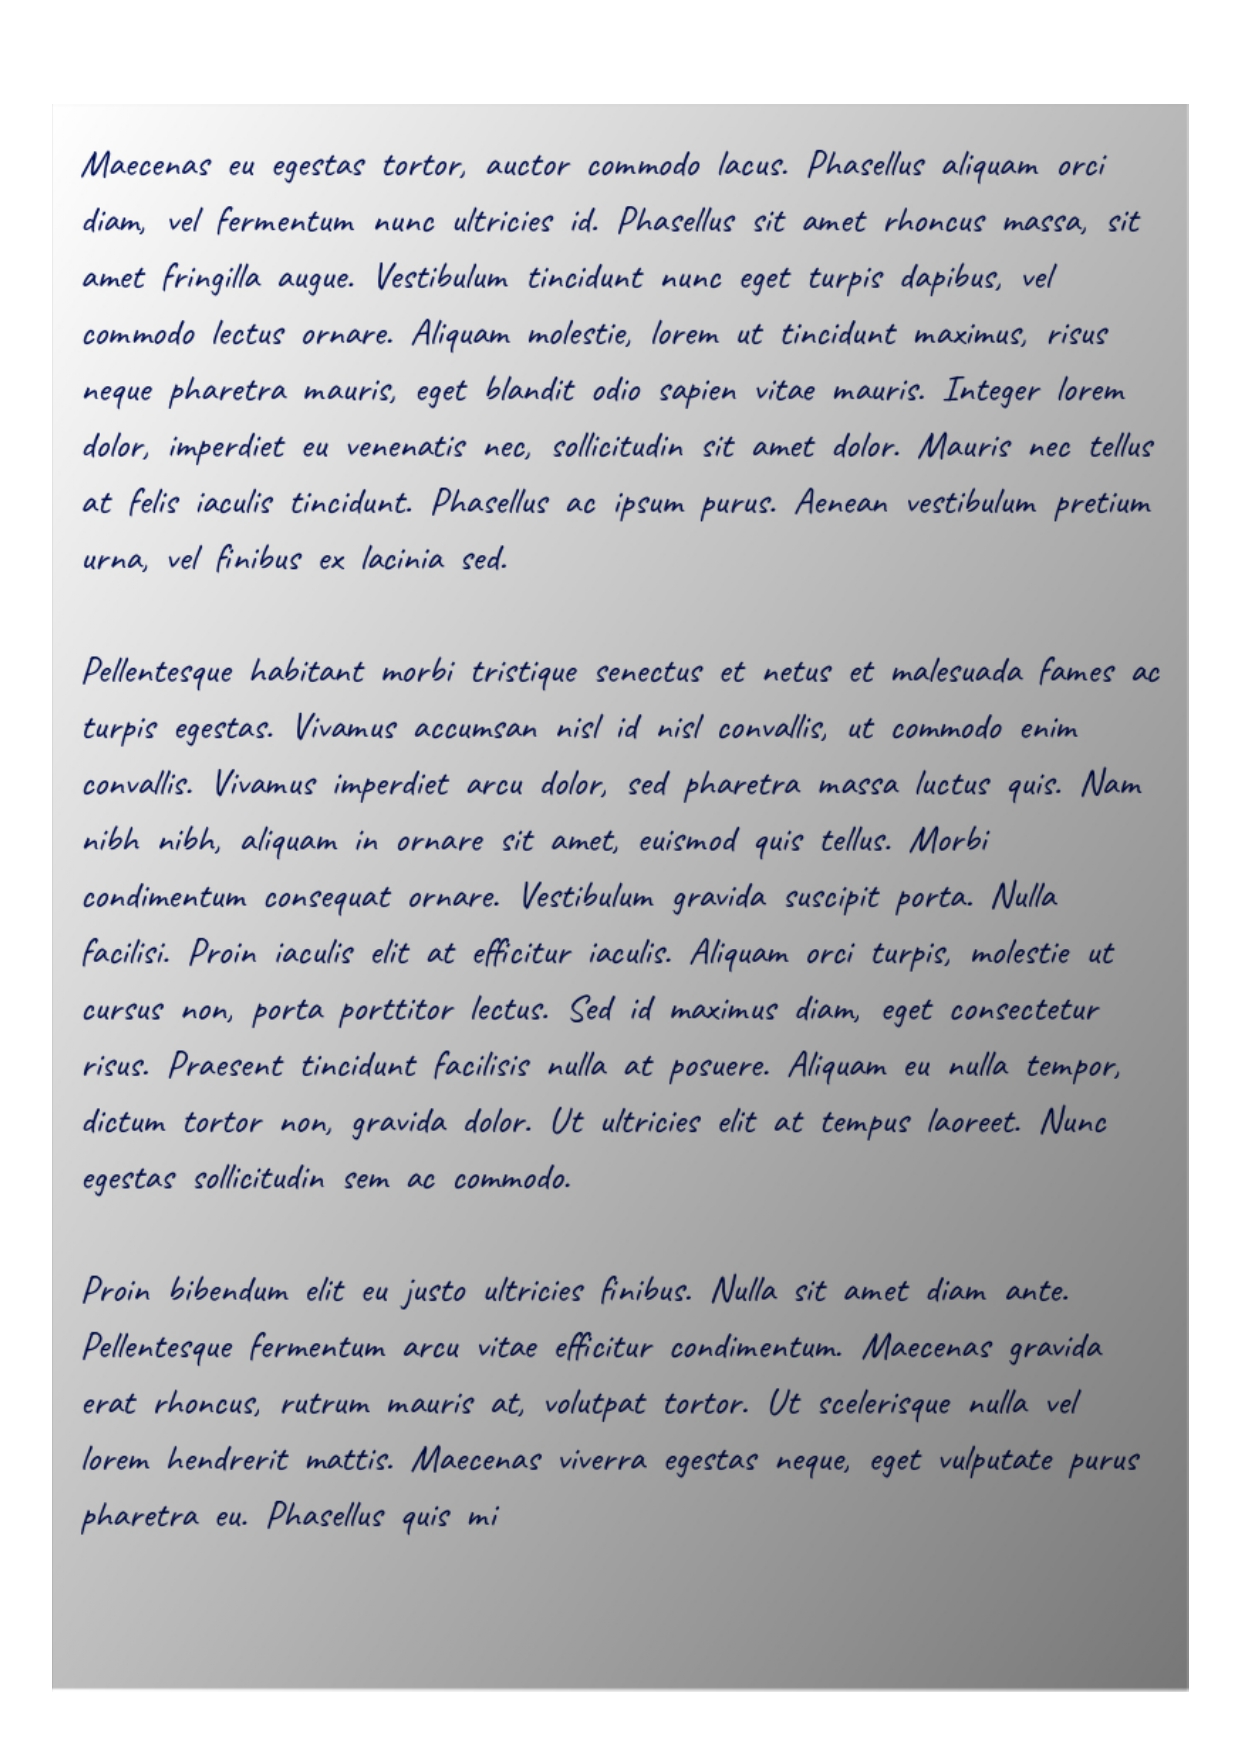 Maecenas eu egestas tortor, auctor commodo lacus. Phasellus aliquam orci
diam, vel fermentum nunc ultricies id. Phasellus sit amet rhoncus massa, sit
amet fringilla augue. Vestibulum tincidunt nunc eget turpis dapibus, vel
commodo lectus ornare. Aliquam molestie, lorem ut tincidunt maximus, risus
neque pharetra mauris, eget blandit odio sapien vitae mauris. Integer lorem
dolor, imperdiet eu venenatis nec, sollicitudin sit amet dolor. Mauris nec tellus
at felis iaculis tincidunt. Phasellus ac ipsum purus. Aenean vestibulum pretium
urna, vel finibus ex lacinia sed.

Pellentesque habitant morbi tristique senectus et netus et malesuada fames ac
turpis egestas. Vivamus accumsan nisl id nisl convallis, ut commodo enim
convallis. Vivamus imperdiet arcu dolor, sed pharetra massa luctus quis. Nam
nibh nibh, aliquam in ornare sit amet, euismod quis tellus. Morbi
condimentum consequat ornare. Vestibulum gravida suscipit porta. Nulla
facilisi. Proin iaculis elit at efficitur iaculis. Aliquam orci turpis, molestie ut
cursus non, porta porttitor lectus. Sed id maximus diam, eget consectetur
risus. Praesent tincidunt facilisis nulla at posuere. Aliquam eu nulla tempor,
dictum tortor non, gravida dolor. Ut ultricies elit at tempus laoreet. Nunc
egestas sollicitudin sem ac commodo.

Proin bibendum elit eu justo ultricies finibus. Nulla sit amet diam ante.
Pellentesque fermentum arcu vitae efficitur condimentum. Maecenas gravida
erat rhoncus, rutrum mauris at, volutpat tortor. Ut scelerisque nulla vel
lorem hendrerit mattis. Maecenas viverra egestas neque, eget vulputate purus
pharetra eu. Phasellus quis mi